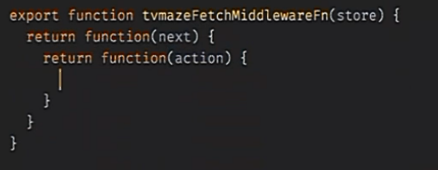 export function tvmazeFetchMiddlewareFn(store) {
  return function(next) {
    return function(action) {
    }
  }
}